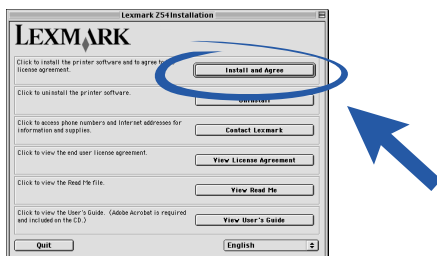 Lexmark Z54 Installation
LEXMARK
Click to install the printer software and to agree to
license agreement.
Install and Agree
Click to uninstall the printer software.
Uninstall
Click to access phone numbers and Internet addresses for
information and supplies.
Contact Lexmark
Click to view the end user license agreement.
View License Agreement
Click to view the Read Me file.
View Read Me
Click to view the User's Guide. (Adobe Acrobat is required
and included on the CD.)
View User's Guide
Quit
English